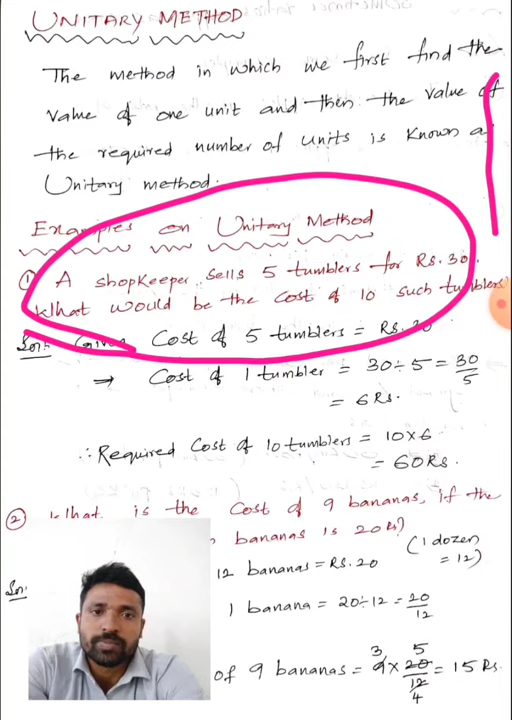 UNITARY METHOD
The method in which we first find the
value of one unit and then the value of
the required number of units is known as
Unitary method.
Examples on Unitary Method
① A shopkeeper sells 5 tumblers for Rs. 30.
What would be the cost of 10 such tumblers
Son: Given Cost of 5 tumblers = Rs. 30
⇒ Cost of 1 tumbler = 30÷5 = 30/5
= 6 Rs.
∴ Required Cost of 10 tumblers = 10×6
= 60 Rs.
② What is the cost of 9 bananas, if the
bananas is 20 Rs?
(1 dozen = 12)
Son: 12 bananas = Rs. 20
1 banana = 20÷12 = 20/12
of 9 bananas = 9 × 20/12 = 15 Rs.
3 5
4